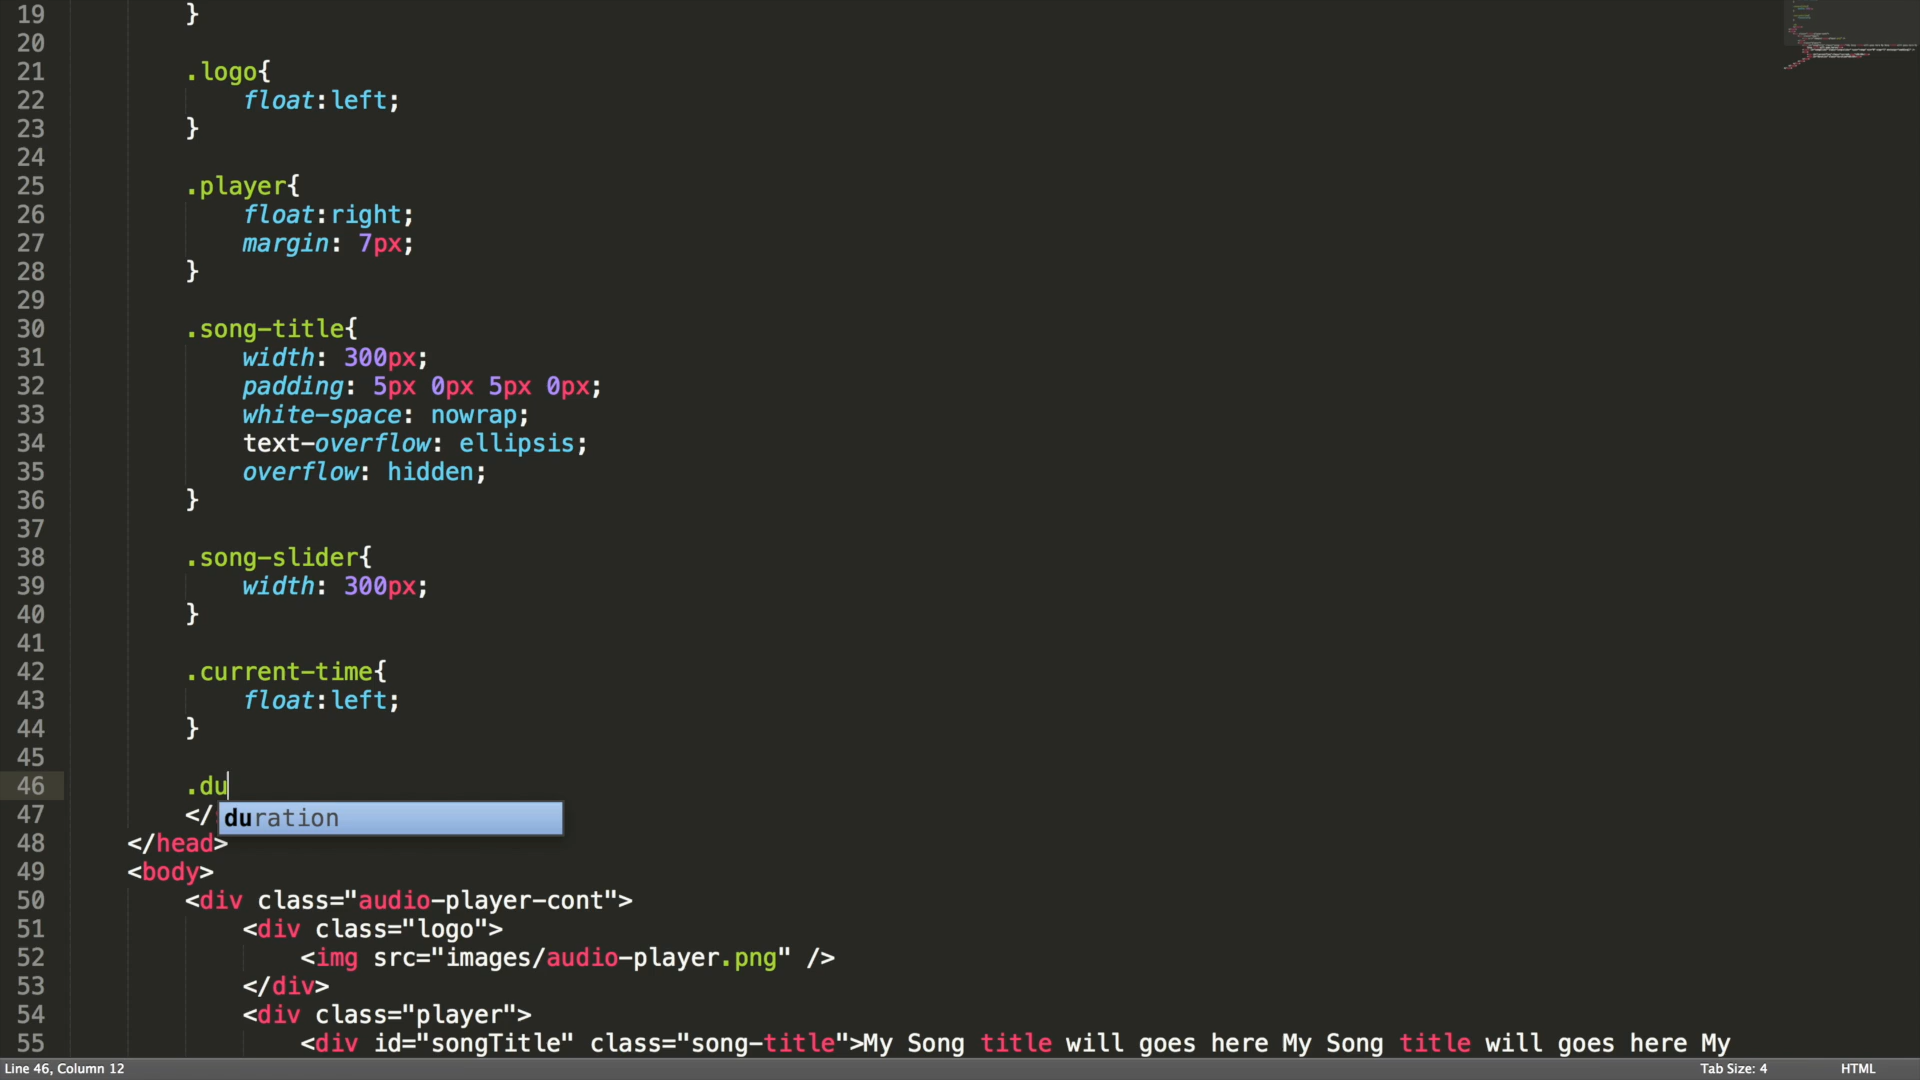 19 }
20
21 .logo{
22 float:left;
23 }
24
25 .player{
26 float:right;
27 margin: 7px;
28 }
29
30 .song-title{
31 width: 300px;
32 padding: 5px 0px 5px 0px;
33 white-space: nowrap;
34 text-overflow: ellipsis;
35 overflow: hidden;
36 }
37
38 .song-slider{
39 width: 300px;
40 }
41
42 .current-time{
43 float:left;
44 }
45
46 .du
47 </
duration
48 </head>
49 <body>
50 <div class="audio-player-cont">
51 <div class="logo">
52 <img src="images/audio-player.png" />
53 </div>
54 <div class="player">
55 <div id="songTitle" class="song-title">My Song title will goes here My Song title will goes here My
Line 46, Column 12
Tab Size: 4
HTML